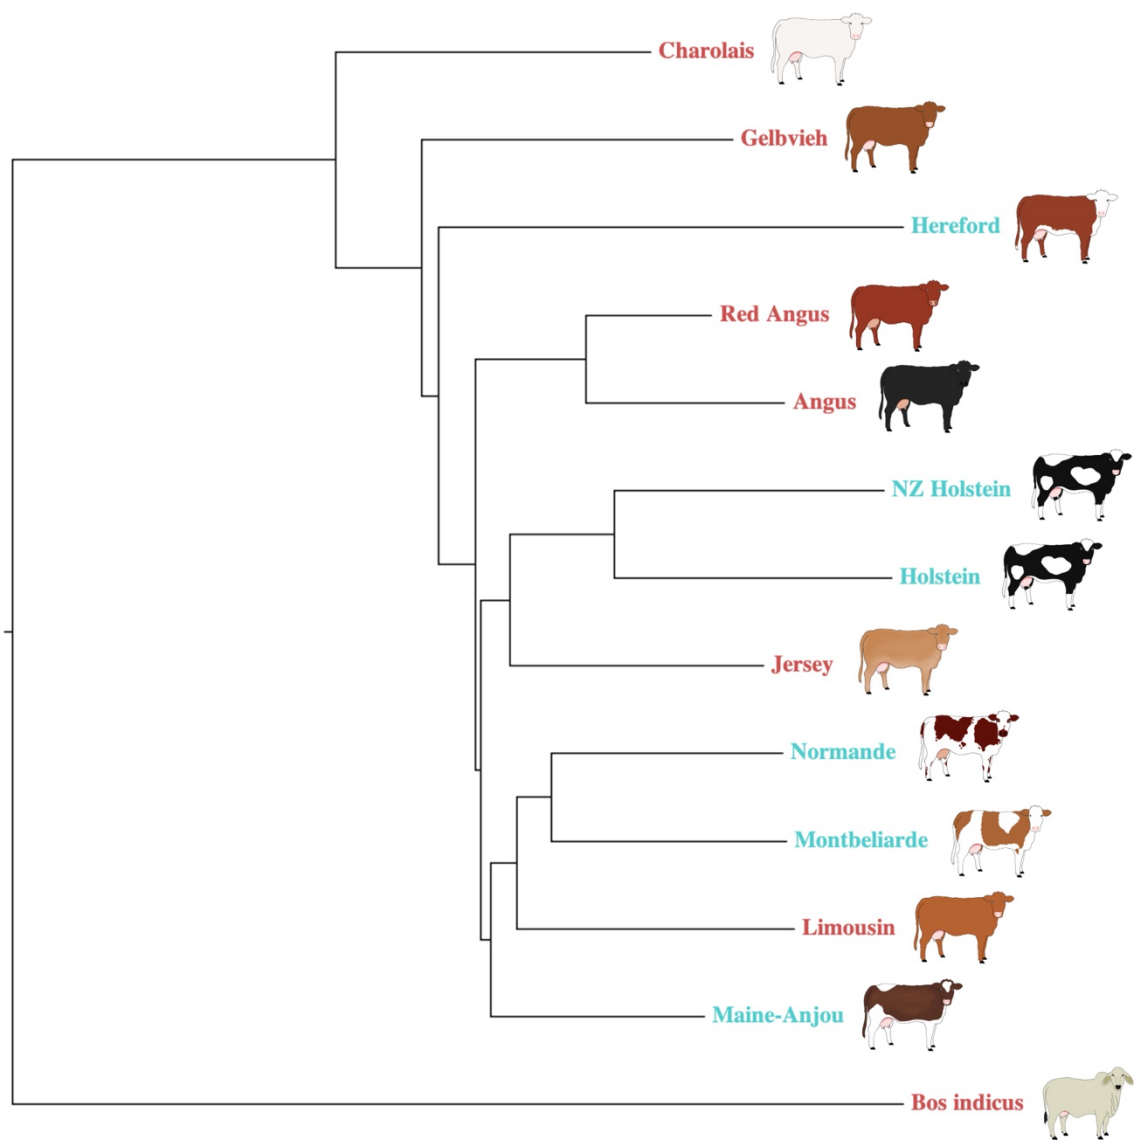 Charolais
Gelbvieh
Hereford
Red Angus
Angus
NZ Holstein
Holstein
Jersey
Normande
Montbeliarde
Limousin
Maine-Anjou
Bos indicus